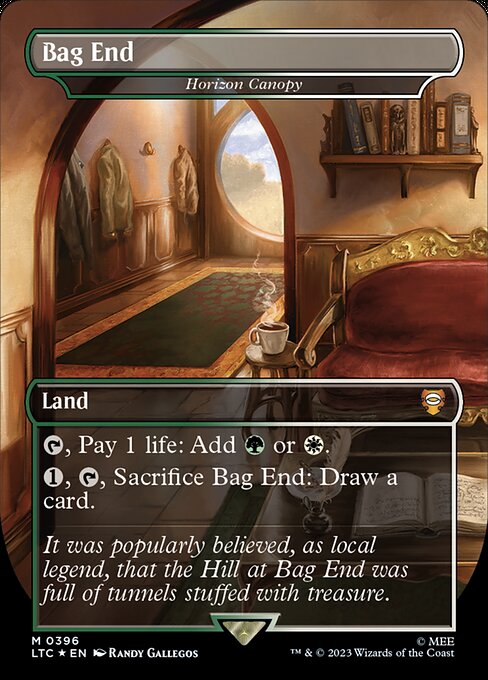 Bag End
Horizon Canopy
Land
, Pay 1 life: Add or .
1, , Sacrifice Bag End: Draw a
card.
It was popularly believed, as local
legend, that the Hill at Bag End was
full of tunnels stuffed with treasure.
M 0396
LTC ★ EN RANDY GALLEGOS
© MEE
™ & © 2023 Wizards of the Coast